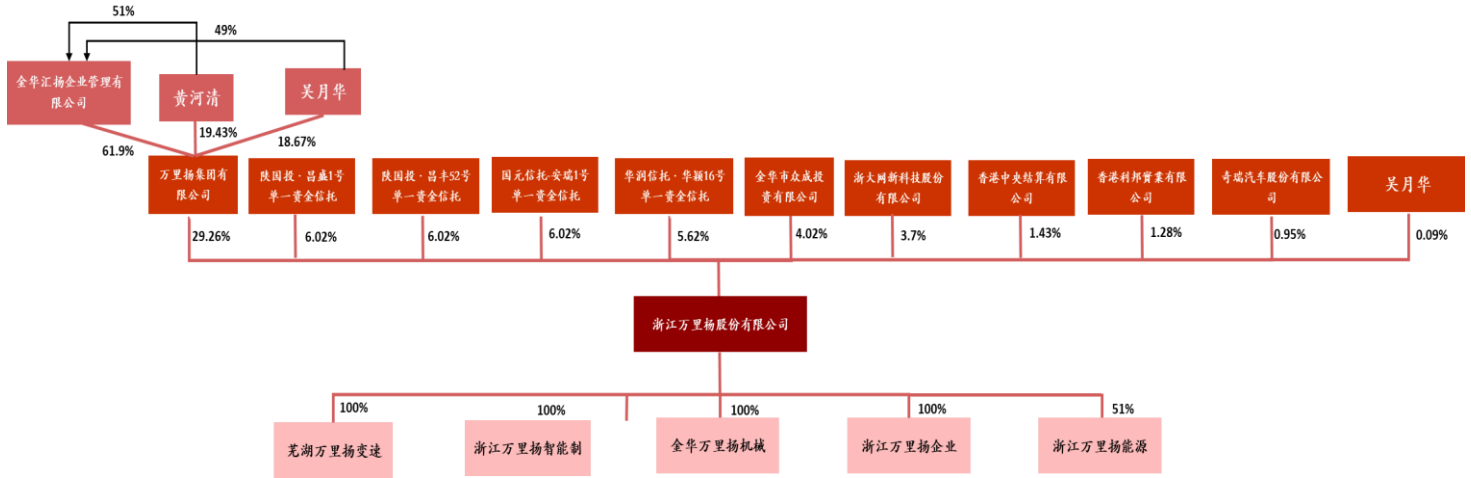 51%
49%
金华汇扬企业管理有
限公司
黄河清
吴月华
61.9%
19.43%
18.67%
万里扬集团有
限公司
陕国投·昌盛1号
单一资金信托
陕国投·昌丰52号
单一资金信托
国元信托-安瑞1号
单一资金信托
华润信托·华颖16号
单一资金信托
金华市众成投
资有限公司
浙大网新科技股份
有限公司
香港中央结算有限
公司
香港利邦實業有限
公司
奇瑞汽车股份有限公
司
吴月华
29.26%
6.02%
6.02%
6.02%
5.62%
4.02%
3.7%
1.43%
1.28%
0.95%
0.09%
浙江万里扬股份有限公司
100%
100%
100%
100%
51%
芜湖万里扬变速
浙江万里扬智能制
金华万里扬机械
浙江万里扬企业
浙江万里扬能源